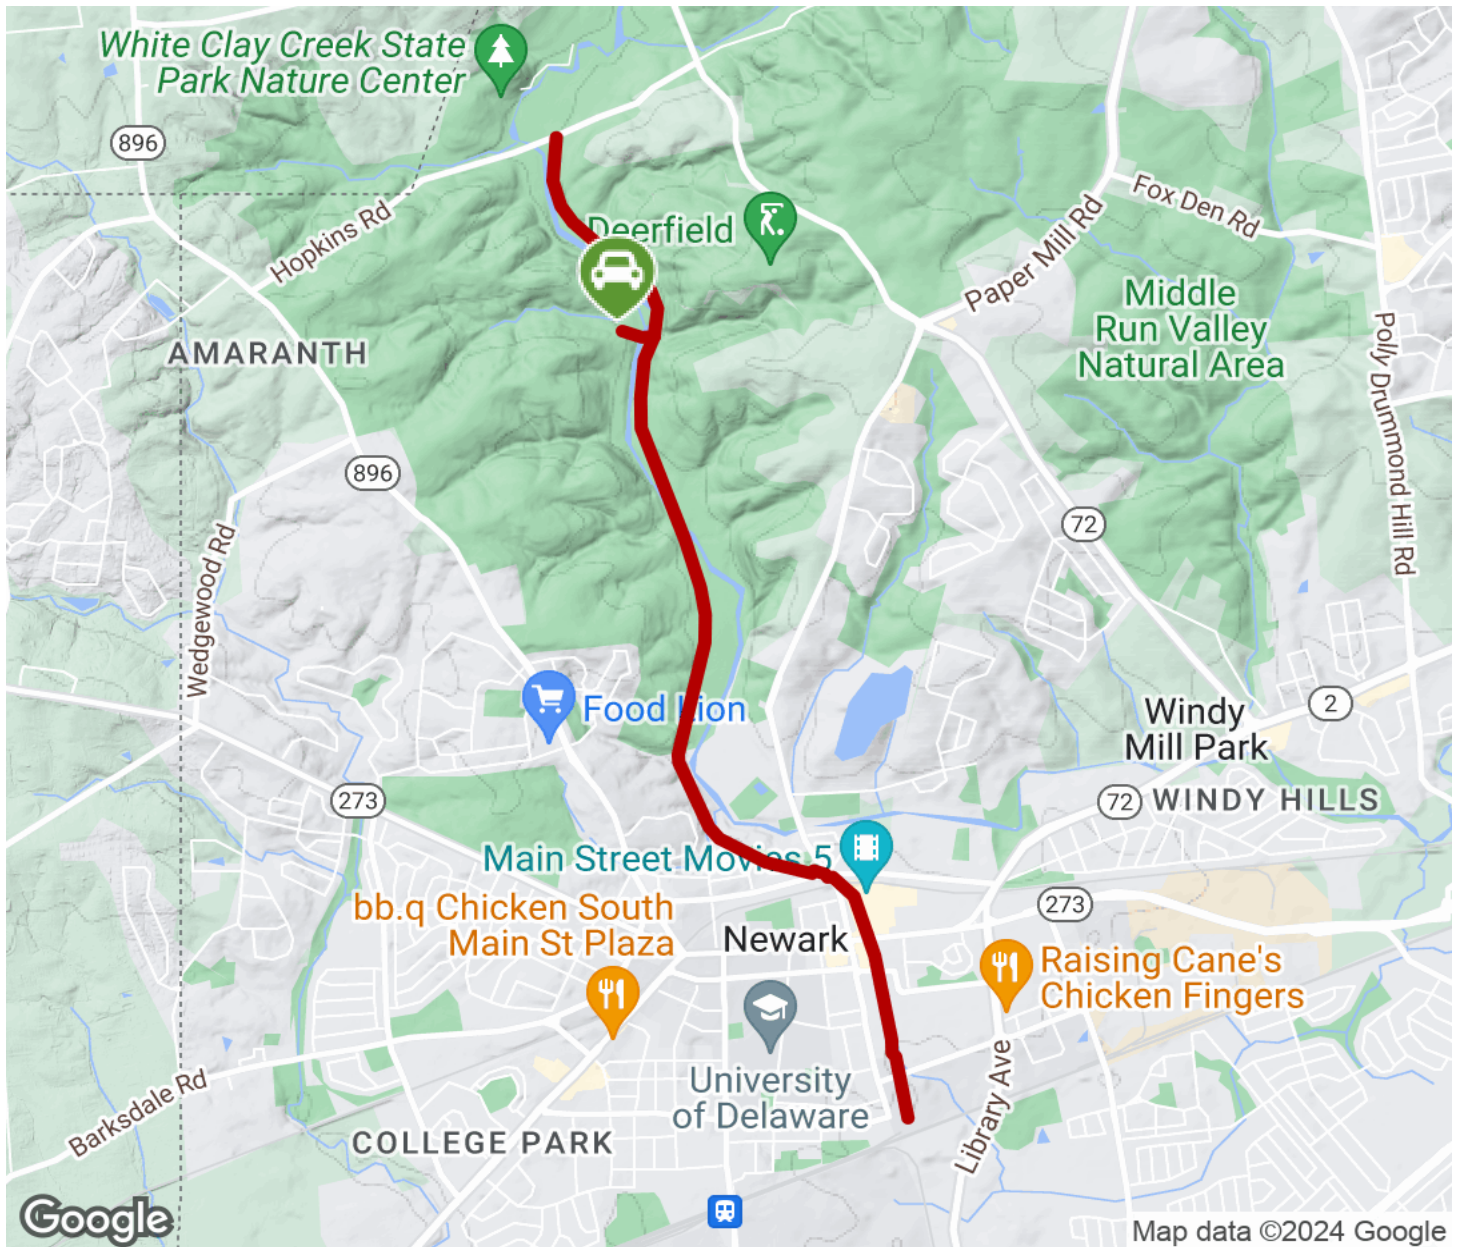 White Clay Creek State
Park Nature Center
896
Hopkins Rd
Deerfield
Fox Den Rd
Paper Mill Rd
Middle
Run Valley
Natural Area
Polly Drummond Hill Rd
AMARANTH
896
72
Wedgewood Rd
Food Lion
Windy
Mill Park
2
273
72
WINDY HILLS
Main Street Movies 5
bb.q Chicken South
Main St Plaza
273
Newark
Raising Cane's
Chicken Fingers
University
of Delaware
Library Ave
Barksdale Rd
COLLEGE PARK
Google
Map data ©2024 Google